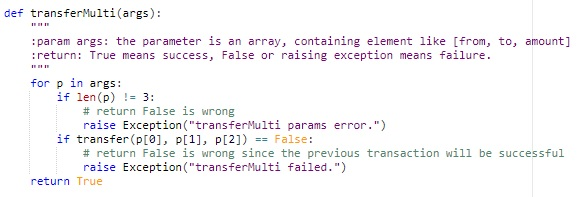 def transferMulti(args):
    """
    :param args: the parameter is an array, containing element like [from, to, amount]
    :return: True means success, False or raising exception means failure.
    """
    for p in args:
        if len(p) != 3:
            # return False is wrong
            raise Exception("transferMulti params error.")
        if transfer(p[0], p[1], p[2]) == False:
            # return False is wrong since the previous transaction will be successful
            raise Exception("transferMulti failed.")
    return True